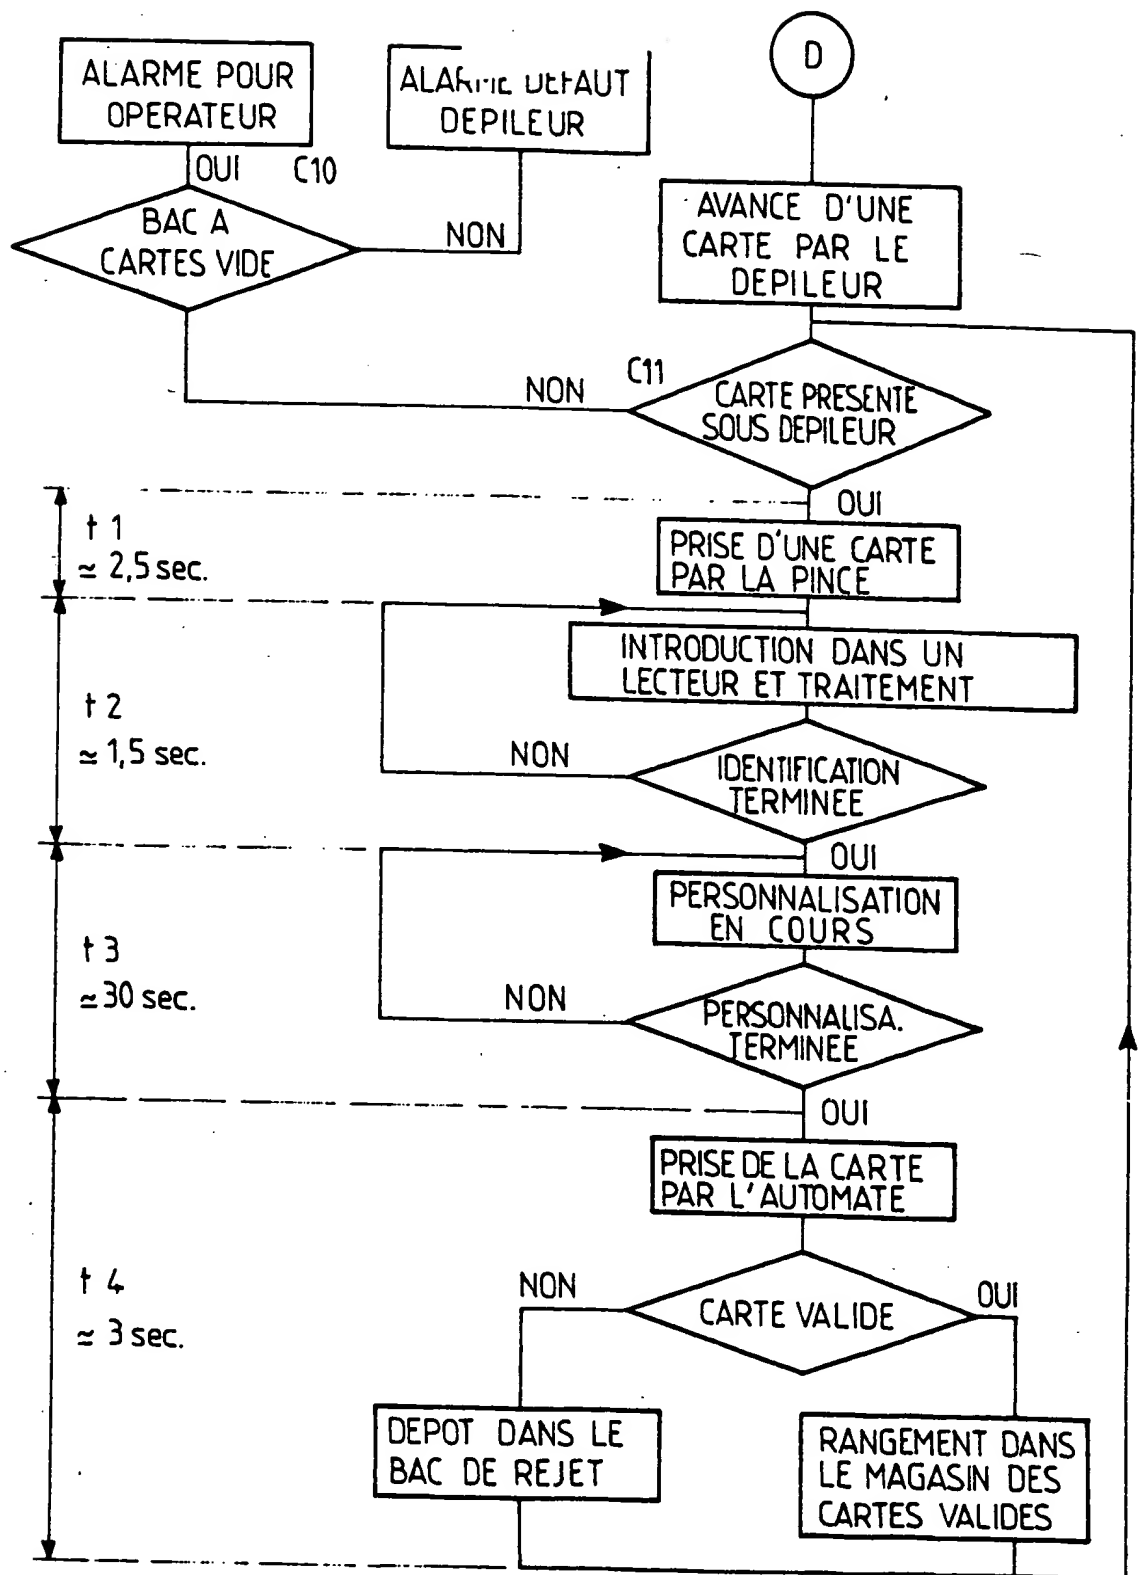 ALARME POUR
OPERATEUR
ALARME DEFAUT
DEPILEUR
D
OUI
C10
BAC A
CARTES VIDE
NON
AVANCE D'UNE
CARTE PAR LE
DEPILEUR
C11
NON
CARTE PRESENTE
SOUS DEPILEUR
OUI
t 1
≃ 2,5 sec.
PRISE D'UNE CARTE
PAR LA PINCE
INTRODUCTION DANS UN
LECTEUR ET TRAITEMENT
t 2
≃ 1,5 sec.
NON
IDENTIFICATION
TERMINEE
OUI
PERSONNALISATION
EN COURS
t 3
≃ 30 sec.
NON
PERSONNALISA.
TERMINEE
OUI
PRISE DE LA CARTE
PAR L'AUTOMATE
t 4
≃ 3 sec.
NON
CARTE VALIDE
OUI
DEPOT DANS LE
BAC DE REJET
RANGEMENT DANS
LE MAGASIN DES
CARTES VALIDES